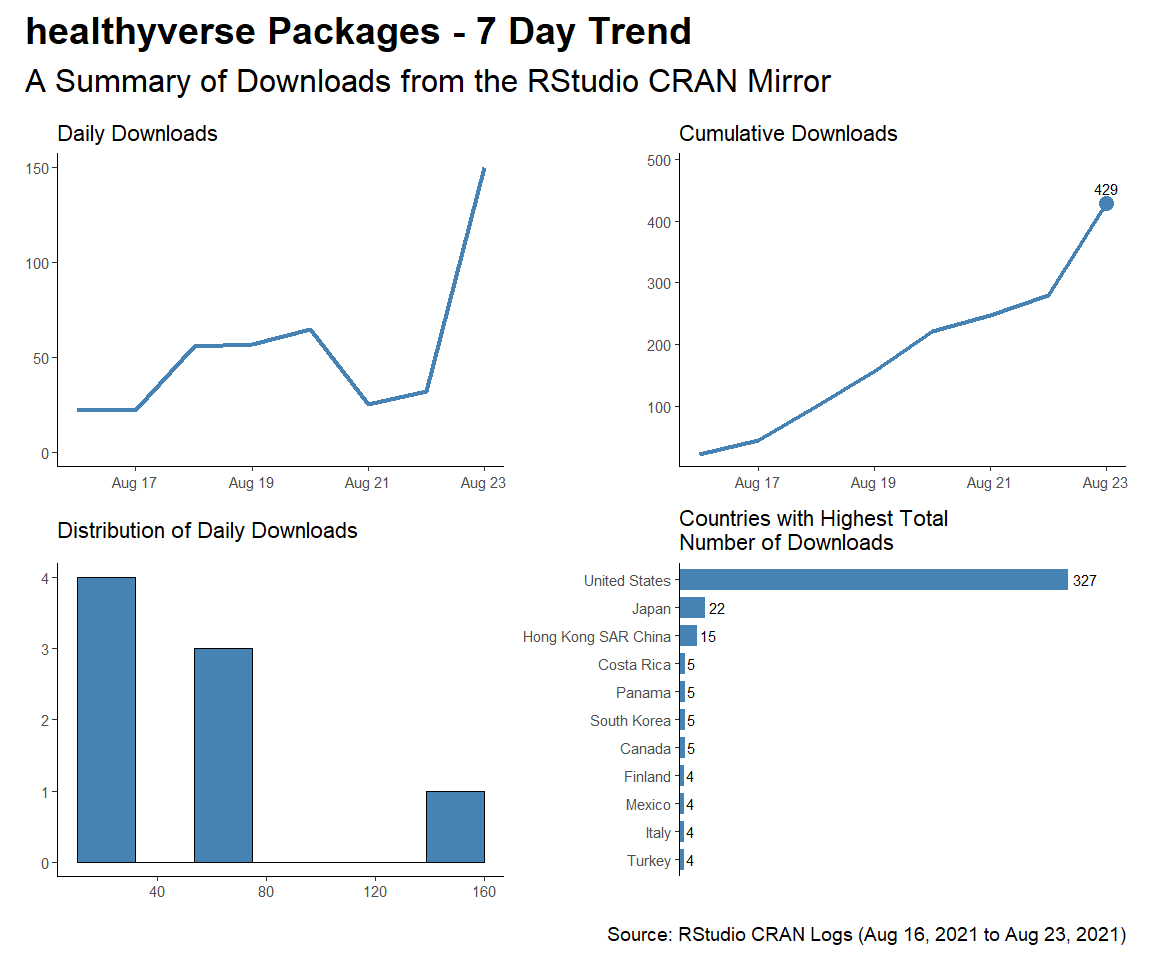 healthyverse Packages - 7 Day Trend
A Summary of Downloads from the RStudio CRAN Mirror
Daily Downloads
150
100
50
0
Aug 17
Aug 19
Aug 21
Aug 23
Cumulative Downloads
500
400
300
200
100
429
Aug 17
Aug 19
Aug 21
Aug 23
Distribution of Daily Downloads
4
3
2
1
0
40
80
120
160
Countries with Highest Total
Number of Downloads
United States 327
Japan 22
Hong Kong SAR China 15
Costa Rica 5
Panama 5
South Korea 5
Canada 5
Finland 4
Mexico 4
Italy 4
Turkey 4
Source: RStudio CRAN Logs (Aug 16, 2021 to Aug 23, 2021)